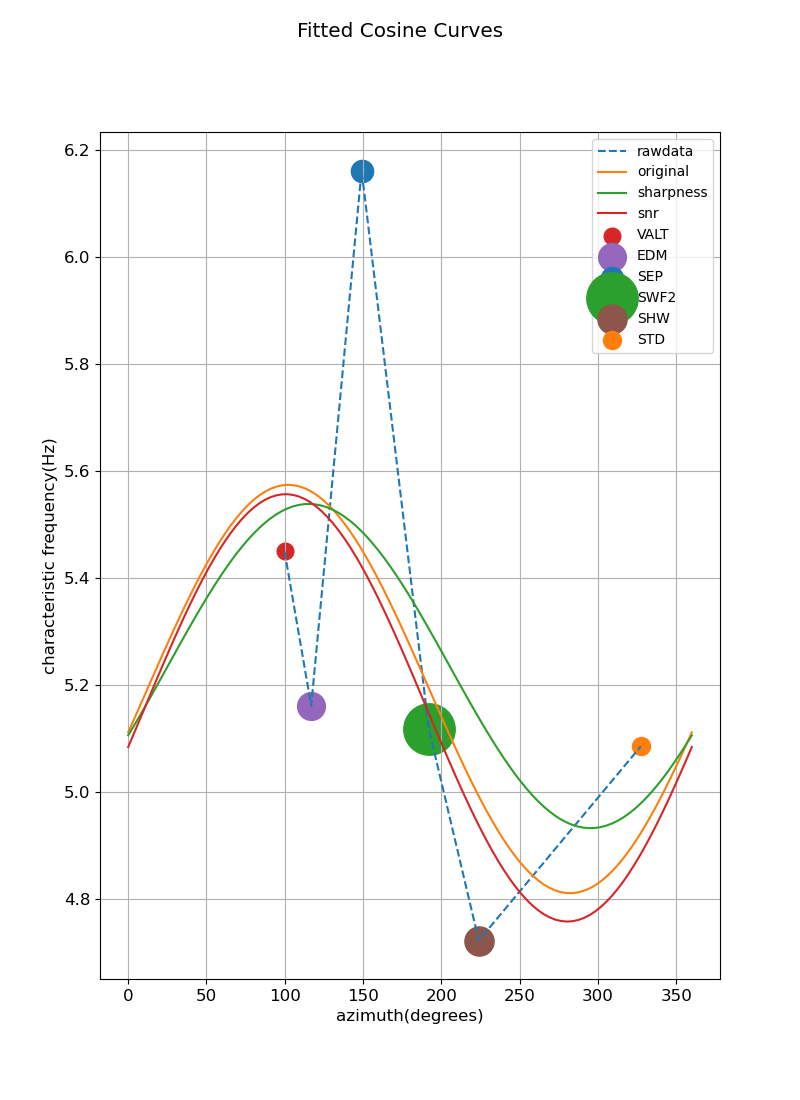 Fitted Cosine Curves
6.2
6.0
5.8
5.6
5.4
5.2
5.0
4.8
characteristic frequency(Hz)
rawdata
original
sharpness
snr
VALT
EDM
SEP
SWF2
SHW
STD
0 50 100 150 200 250 300 350
azimuth(degrees)